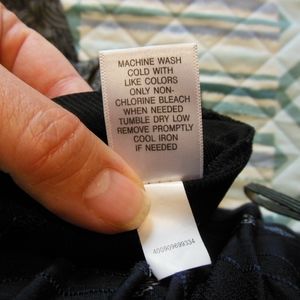 MACHINE WASH
COLD WITH
LIKE COLORS
ONLY NON-
CHLORINE BLEACH
WHEN NEEDED
TUMBLE DRY LOW
REMOVE PROMPTLY
COOL IRON
IF NEEDED
400909699334